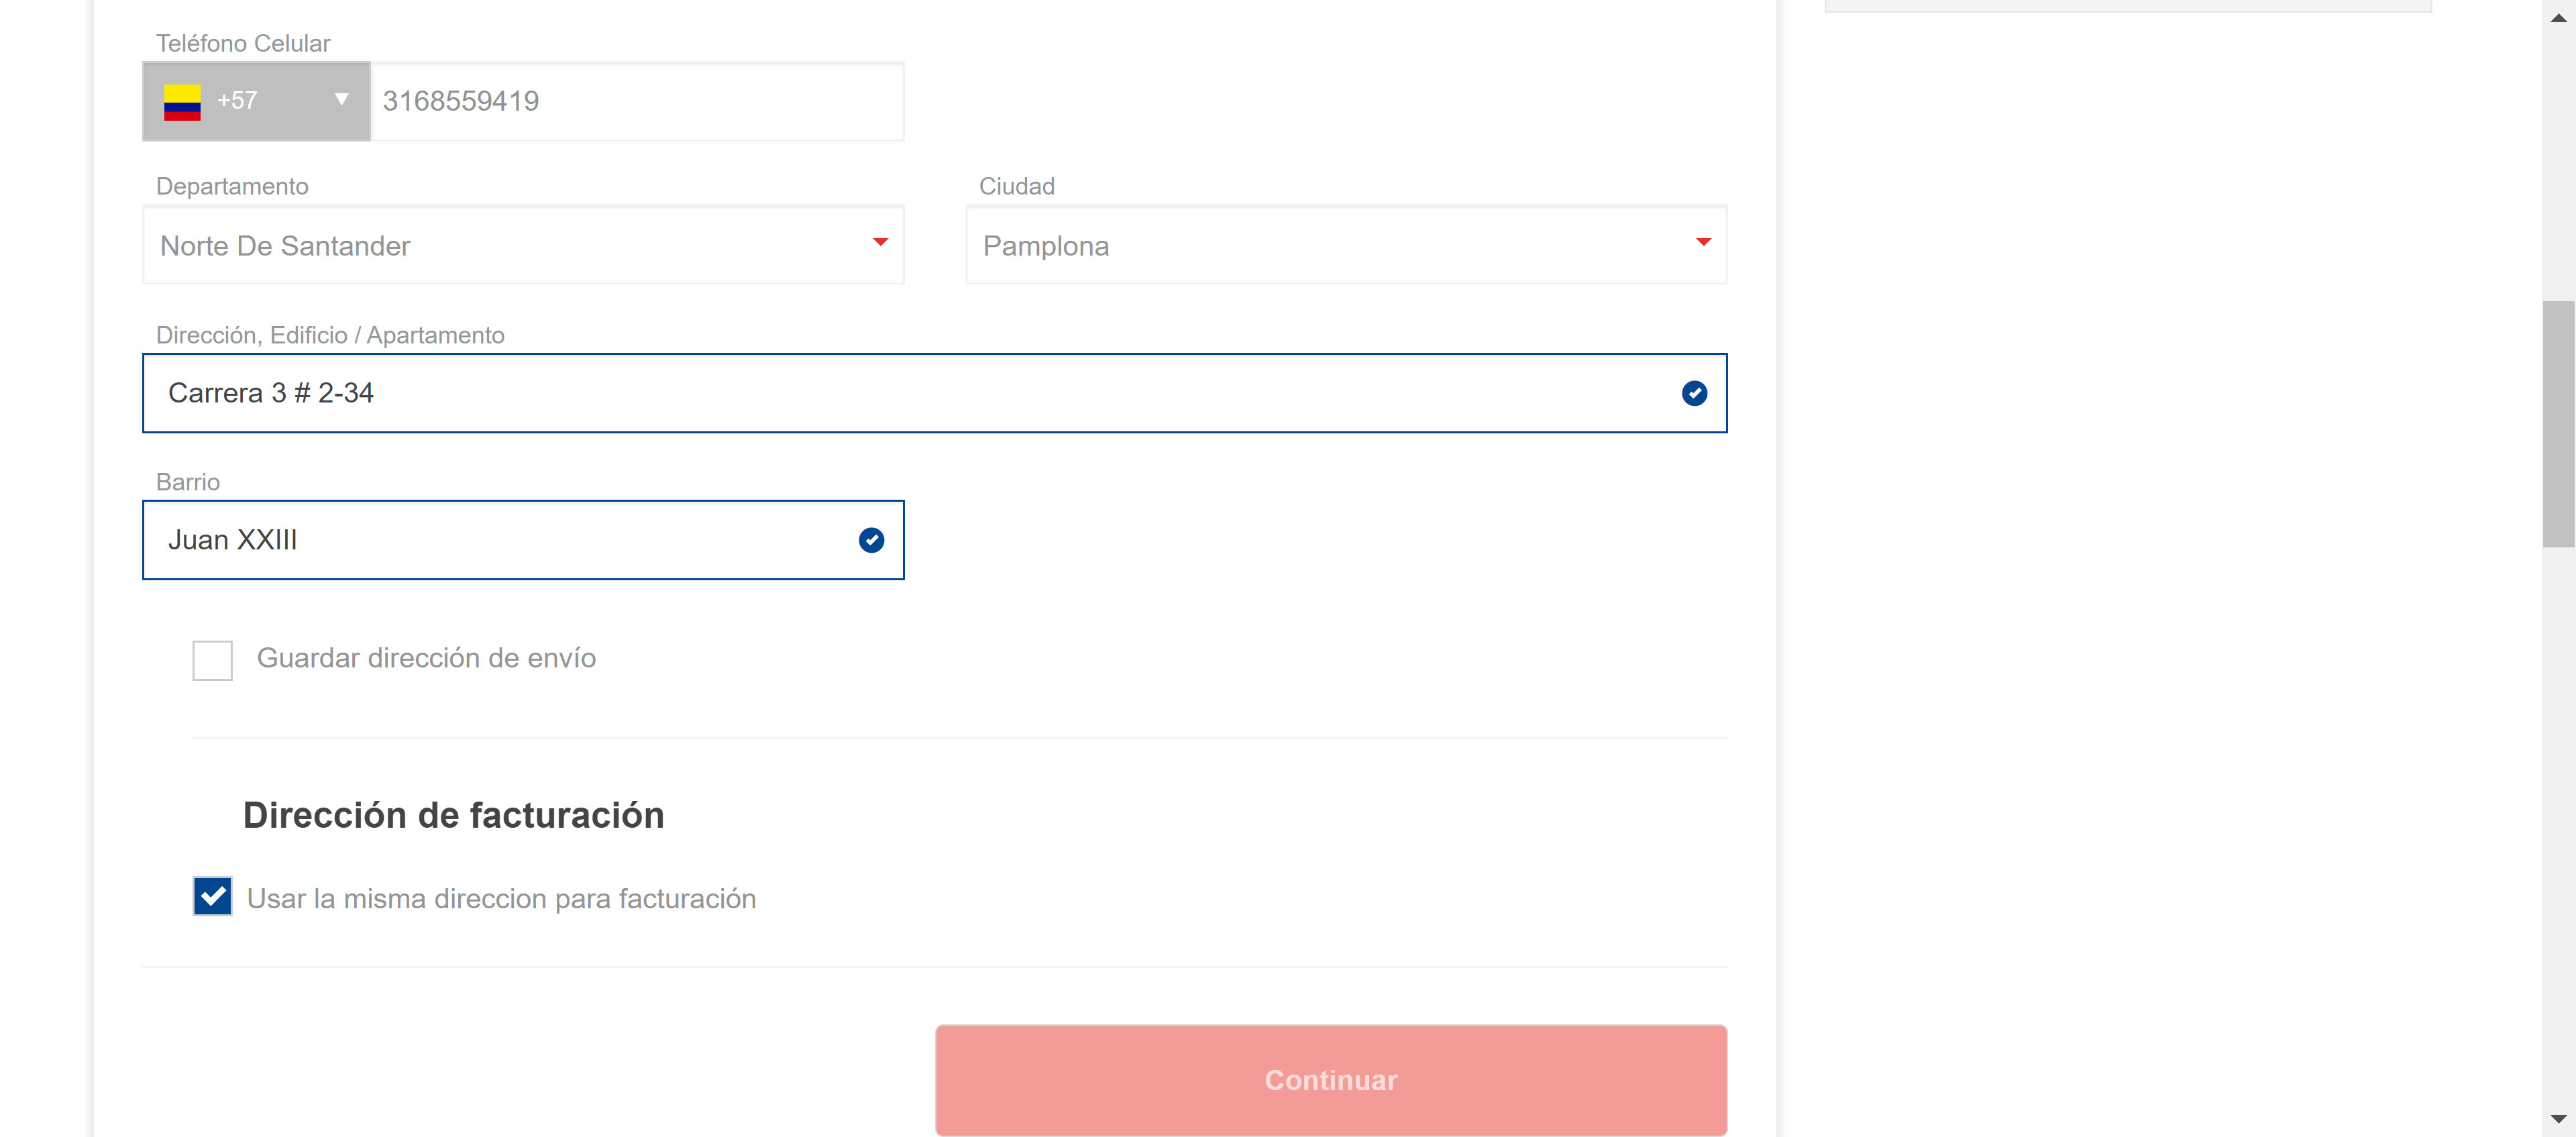 Teléfono Celular
+57 3168559419
Departamento Ciudad
Norte De Santander Pamplona
Dirección, Edificio / Apartamento
Carrera 3 # 2-34
Barrio
Juan XXIII
Guardar dirección de envío
Dirección de facturación
Usar la misma direccion para facturación
Continuar